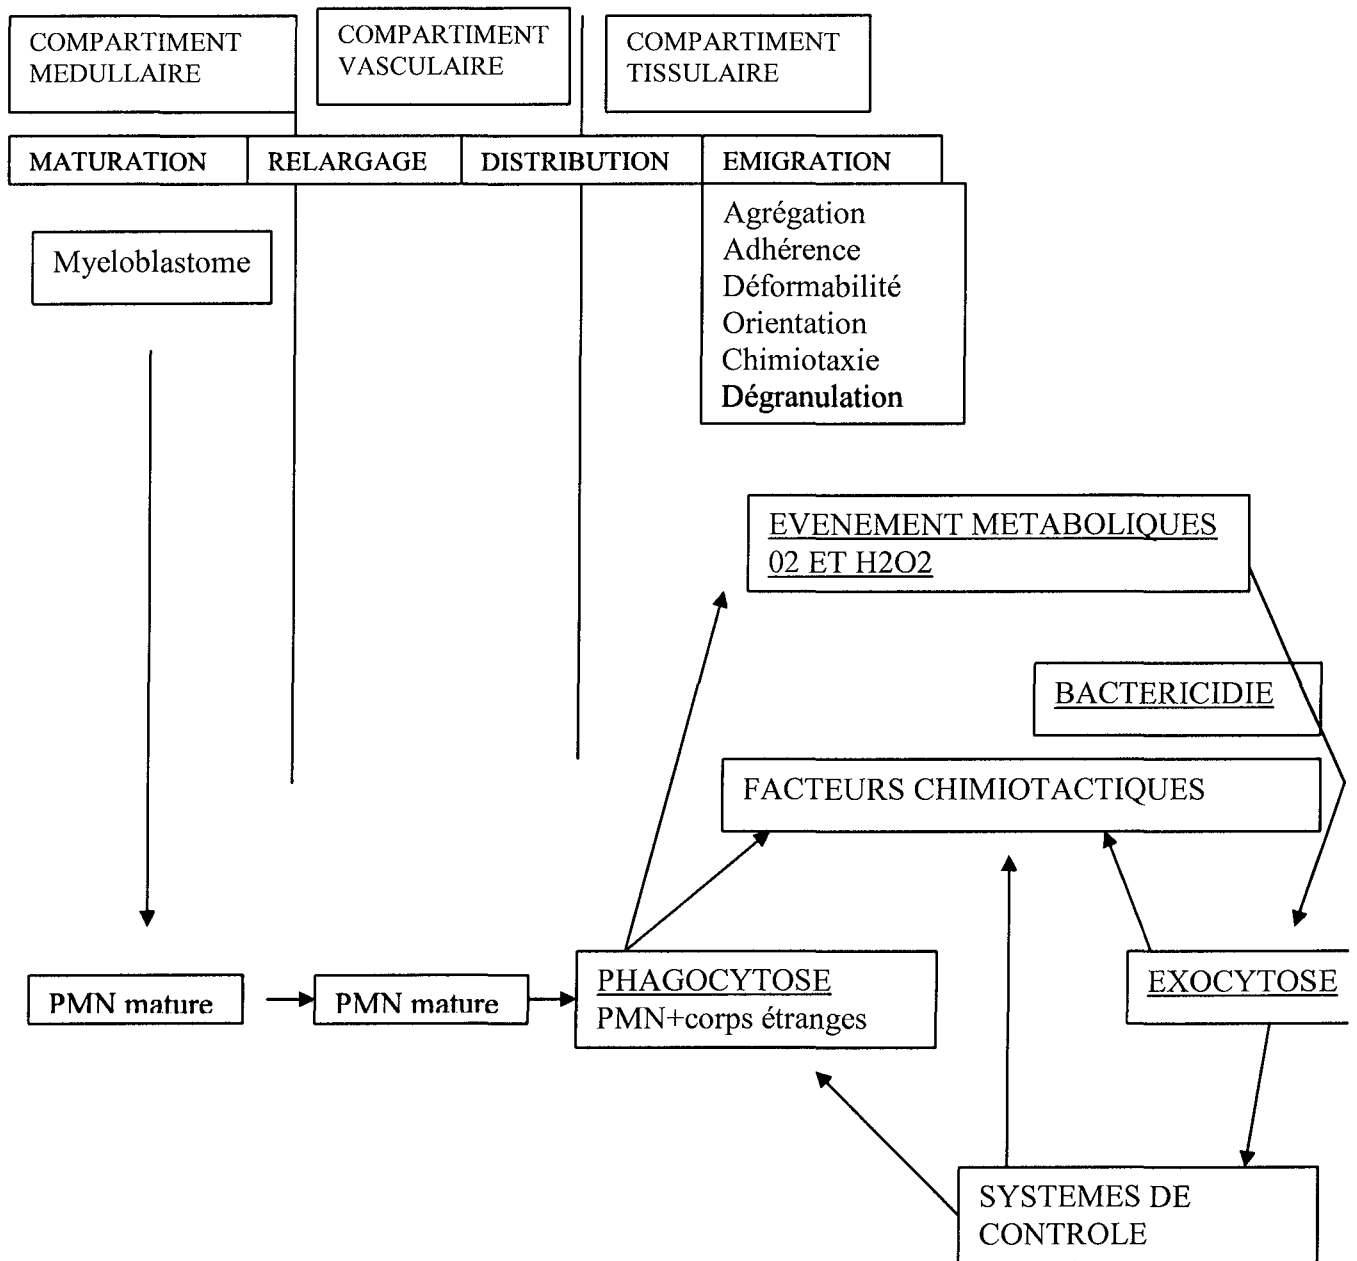 COMPARTIMENT
MEDULLAIRE
COMPARTIMENT
VASCULAIRE
COMPARTIMENT
TISSULAIRE
MATURATION
RELARGAGE
DISTRIBUTION
EMIGRATION
Agrégation
Adhérence
Déformabilité
Orientation
Chimiotaxie
Dégranulation
Myeloblastome
EVENEMENT METABOLIQUES
02 ET H2O2
BACTERICIDIE
FACTEURS CHIMIOTACTIQUES
PMN mature
PMN mature
PHAGOCYTOSE
PMN+corps étranges
EXOCYTOSE
SYSTEMES DE
CONTROLE